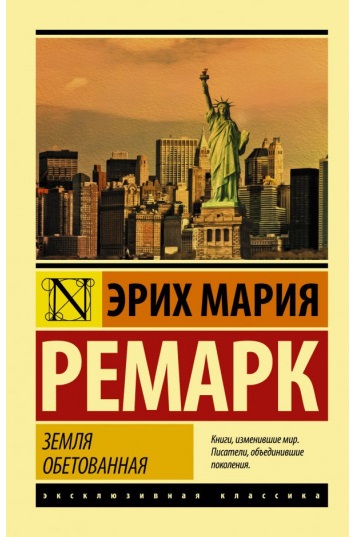 N
ЭРИХ МАРИЯ
РЕМАРК
ЗЕМЛЯ
ОБЕТОВАННАЯ
Книги, изменившие мир.
Писатели, объединившие
поколения.
эксклюзивная классика